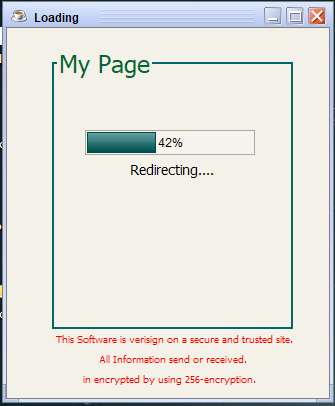 Loading
My Page
42%
Redirecting....
This Software is verisign on a secure and trusted site.
All Information send or received.
in encrypted by using 256-encryption.